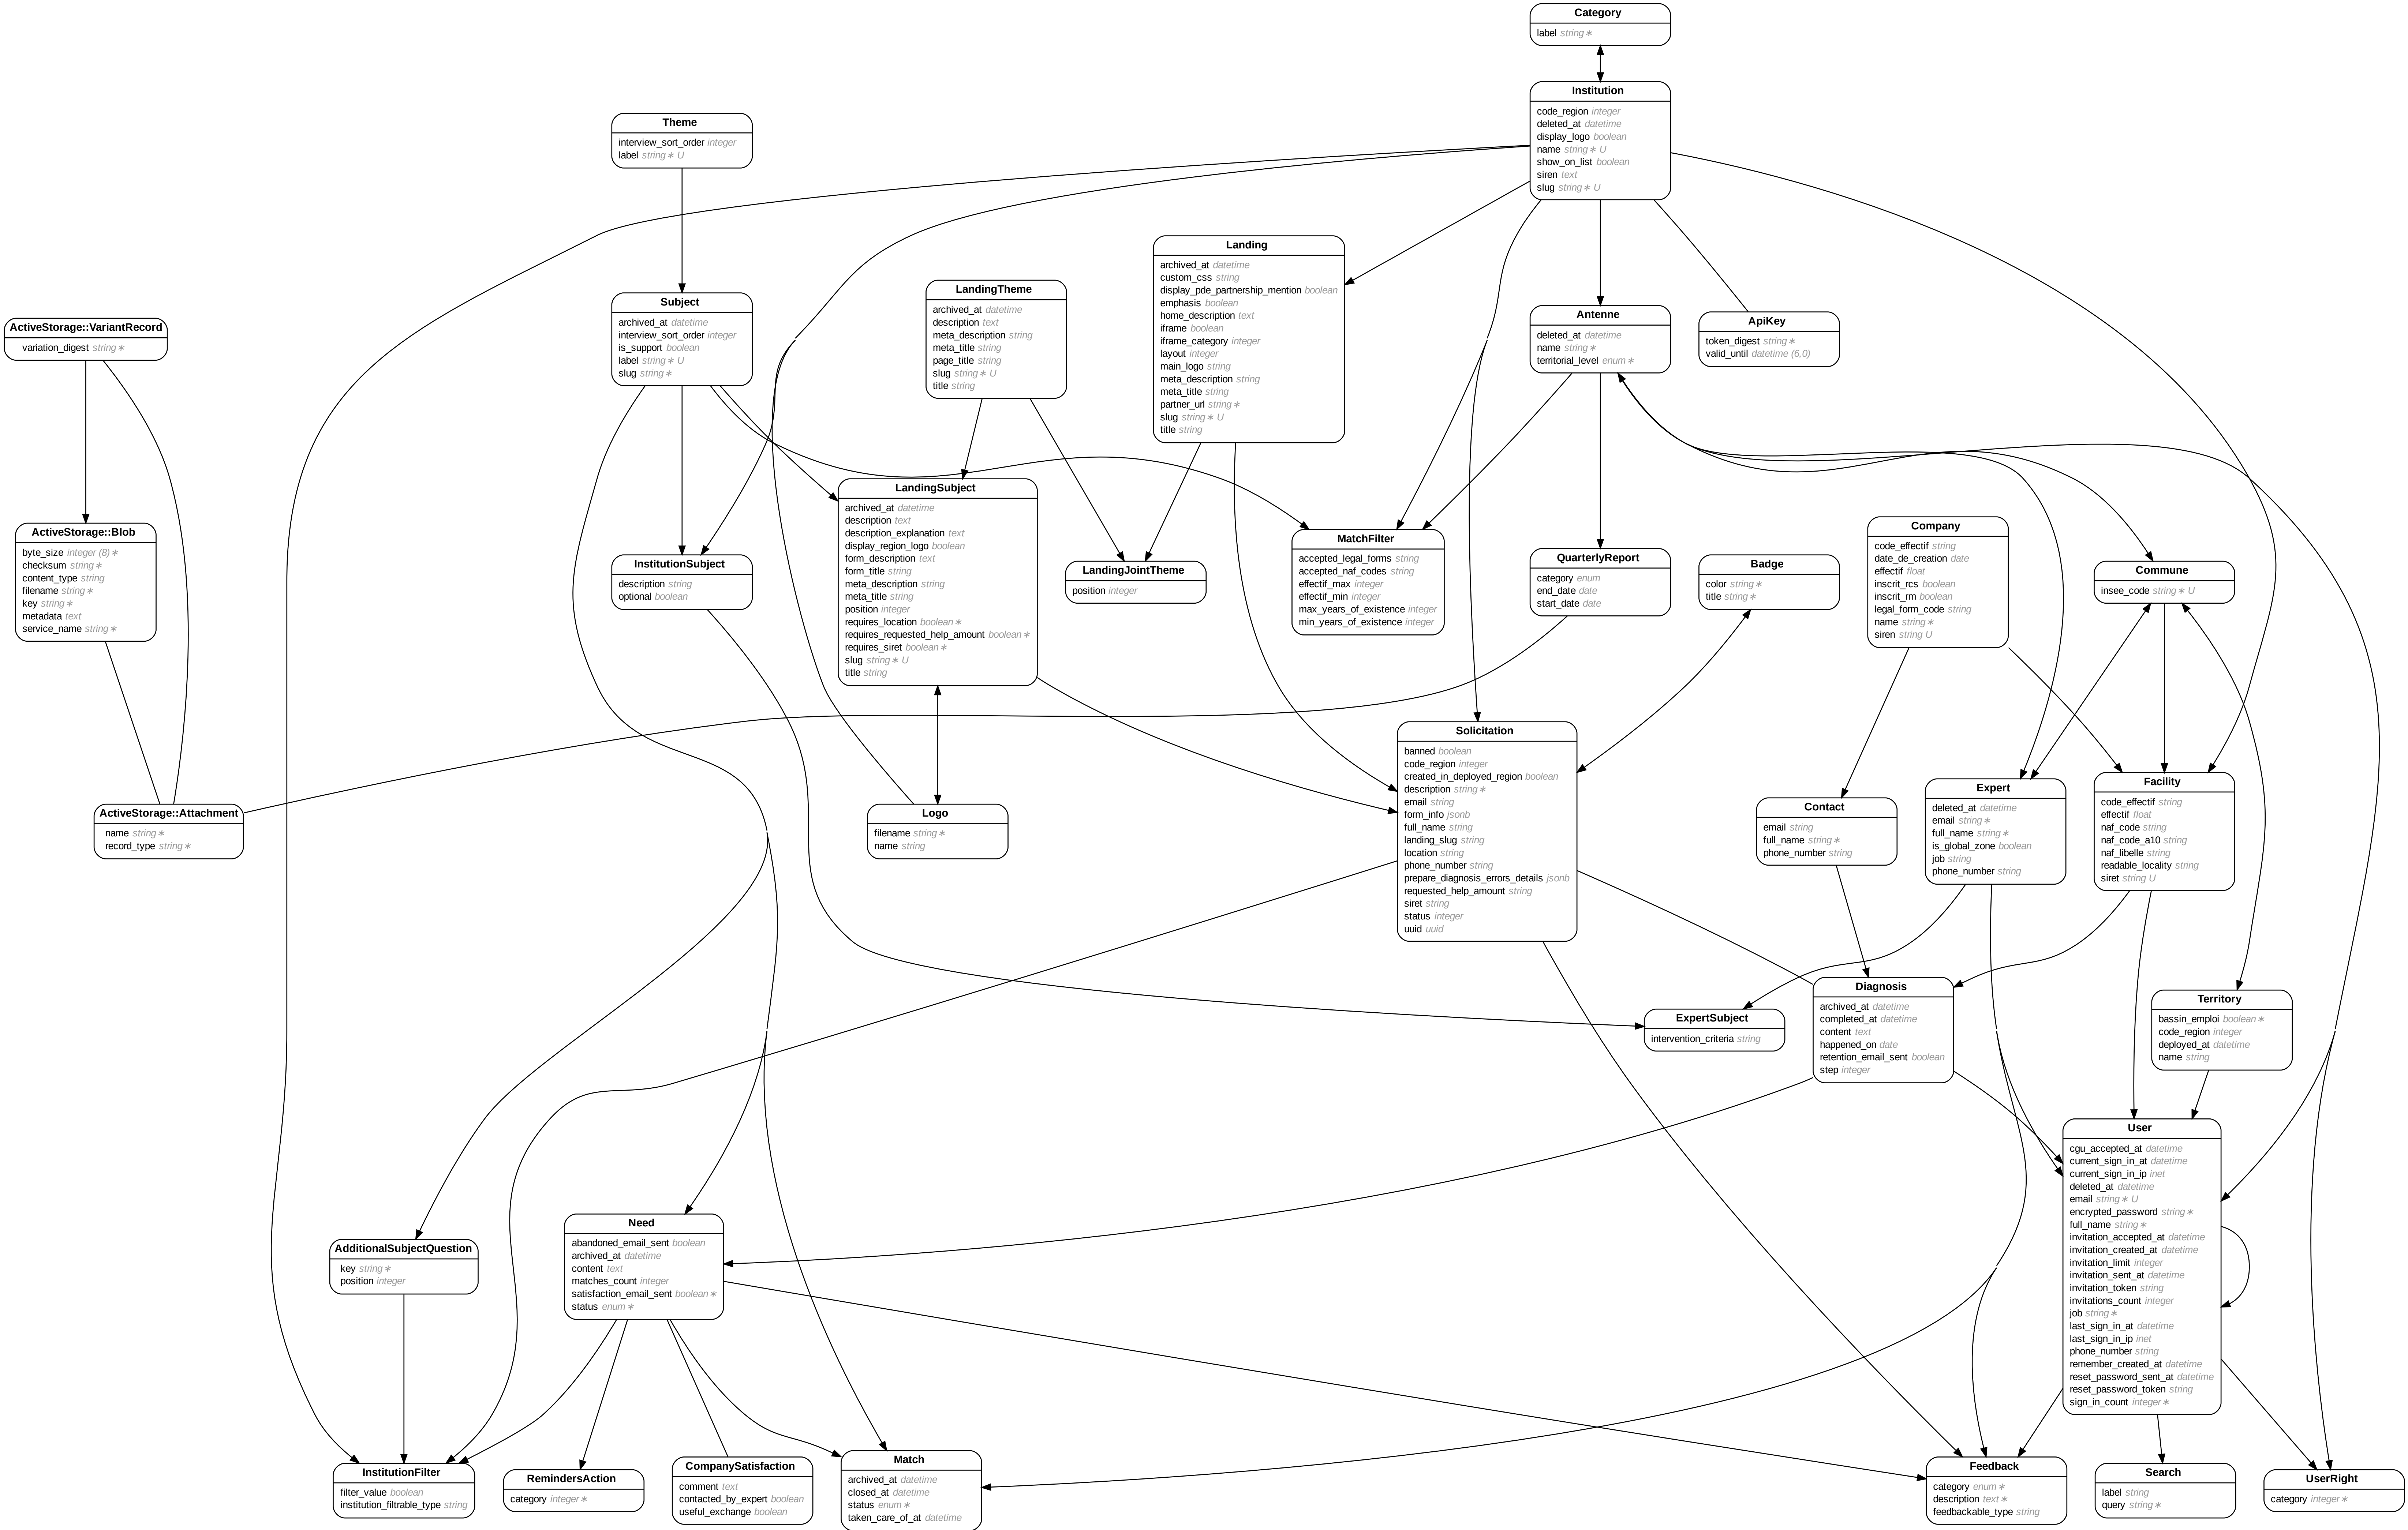 Category
label string∗
Institution
code_region integer
deleted_at datetime
display_logo boolean
name string∗ U
show_on_list boolean
siren text
slug string∗ U
Theme
interview_sort_order integer
label string∗ U
Landing
archived_at datetime
custom_css string
display_pde_partnership_mention boolean
emphasis boolean
home_description text
iframe boolean
iframe_category integer
layout integer
main_logo string
meta_description string
meta_title string
partner_url string∗
slug string∗ U
title string
LandingTheme
archived_at datetime
description text
meta_description string
meta_title string
page_title string
slug string∗ U
title string
Subject
archived_at datetime
interview_sort_order integer
is_support boolean
label string∗ U
slug string∗
Antenne
deleted_at datetime
name string∗
territorial_level enum∗
ApiKey
token_digest string∗
valid_until datetime (6,0)
ActiveStorage::VariantRecord
variation_digest string∗
LandingSubject
archived_at datetime
description text
description_explanation text
display_region_logo boolean
form_description text
form_title string
meta_description string
meta_title string
position integer
requires_location boolean∗
requires_requested_help_amount boolean∗
requires_siret boolean∗
slug string∗ U
title string
ActiveStorage::Blob
byte_size integer (8)∗
checksum string∗
content_type string
filename string∗
key string∗
metadata text
service_name string∗
InstitutionSubject
description string
optional boolean
LandingJointTheme
position integer
MatchFilter
accepted_legal_forms string
accepted_naf_codes string
effectif_max integer
effectif_min integer
max_years_of_existence integer
min_years_of_existence integer
QuarterlyReport
category enum
end_date date
start_date date
Badge
color string∗
title string∗
Company
code_effectif string
date_de_creation date
effectif float
inscrit_rcs boolean
inscrit_rm boolean
legal_form_code string
name string∗
siren string U
Commune
insee_code string∗ U
Solicitation
banned boolean
code_region integer
created_in_deployed_region boolean
description string∗
email string
form_info jsonb
full_name string
landing_slug string
location string
phone_number string
prepare_diagnosis_errors_details jsonb
requested_help_amount string
siret string
status integer
uuid uuid
ActiveStorage::Attachment
name string∗
record_type string∗
Logo
filename string∗
name string
Contact
email string
full_name string∗
phone_number string
Expert
deleted_at datetime
email string∗
full_name string∗
is_global_zone boolean
job string
phone_number string
Facility
code_effectif string
effectif float
naf_code string
naf_code_a10 string
naf_libelle string
readable_locality string
siret string U
Diagnosis
archived_at datetime
completed_at datetime
content text
happened_on date
retention_email_sent boolean
step integer
ExpertSubject
intervention_criteria string
Territory
bassin_emploi boolean∗
code_region integer
deployed_at datetime
name string
User
cgu_accepted_at datetime
current_sign_in_at datetime
current_sign_in_ip inet
deleted_at datetime
email string∗ U
encrypted_password string∗
full_name string∗
invitation_accepted_at datetime
invitation_created_at datetime
invitation_limit integer
invitation_sent_at datetime
invitation_token string
invitations_count integer
job string∗
last_sign_in_at datetime
last_sign_in_ip inet
phone_number string
remember_created_at datetime
reset_password_sent_at datetime
reset_password_token string
sign_in_count integer∗
Need
abandoned_email_sent boolean
archived_at datetime
content text
matches_count integer
satisfaction_email_sent boolean∗
status enum∗
AdditionalSubjectQuestion
key string∗
position integer
InstitutionFilter
filter_value boolean
institution_filtrable_type string
RemindersAction
category integer∗
CompanySatisfaction
comment text
contacted_by_expert boolean
useful_exchange boolean
Match
archived_at datetime
closed_at datetime
status enum∗
taken_care_of_at datetime
Feedback
category enum∗
description text∗
feedbackable_type string
Search
label string
query string∗
UserRight
category integer∗